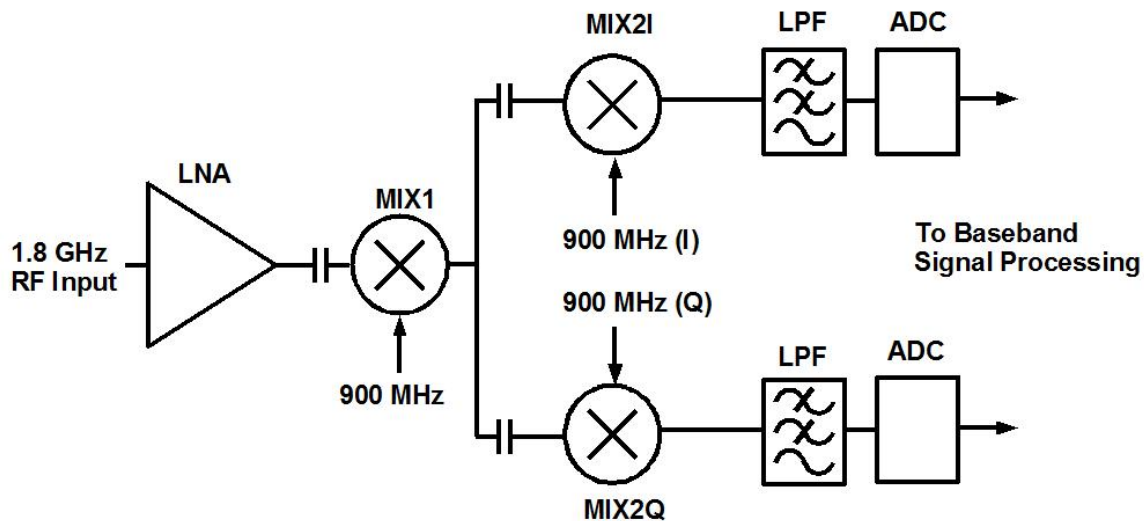 MIX2I
LPF
ADC
LNA
MIX1
1.8 GHz
RF Input
900 MHz (I)
To Baseband
Signal Processing
900 MHz (Q)
900 MHz
LPF
ADC
MIX2Q